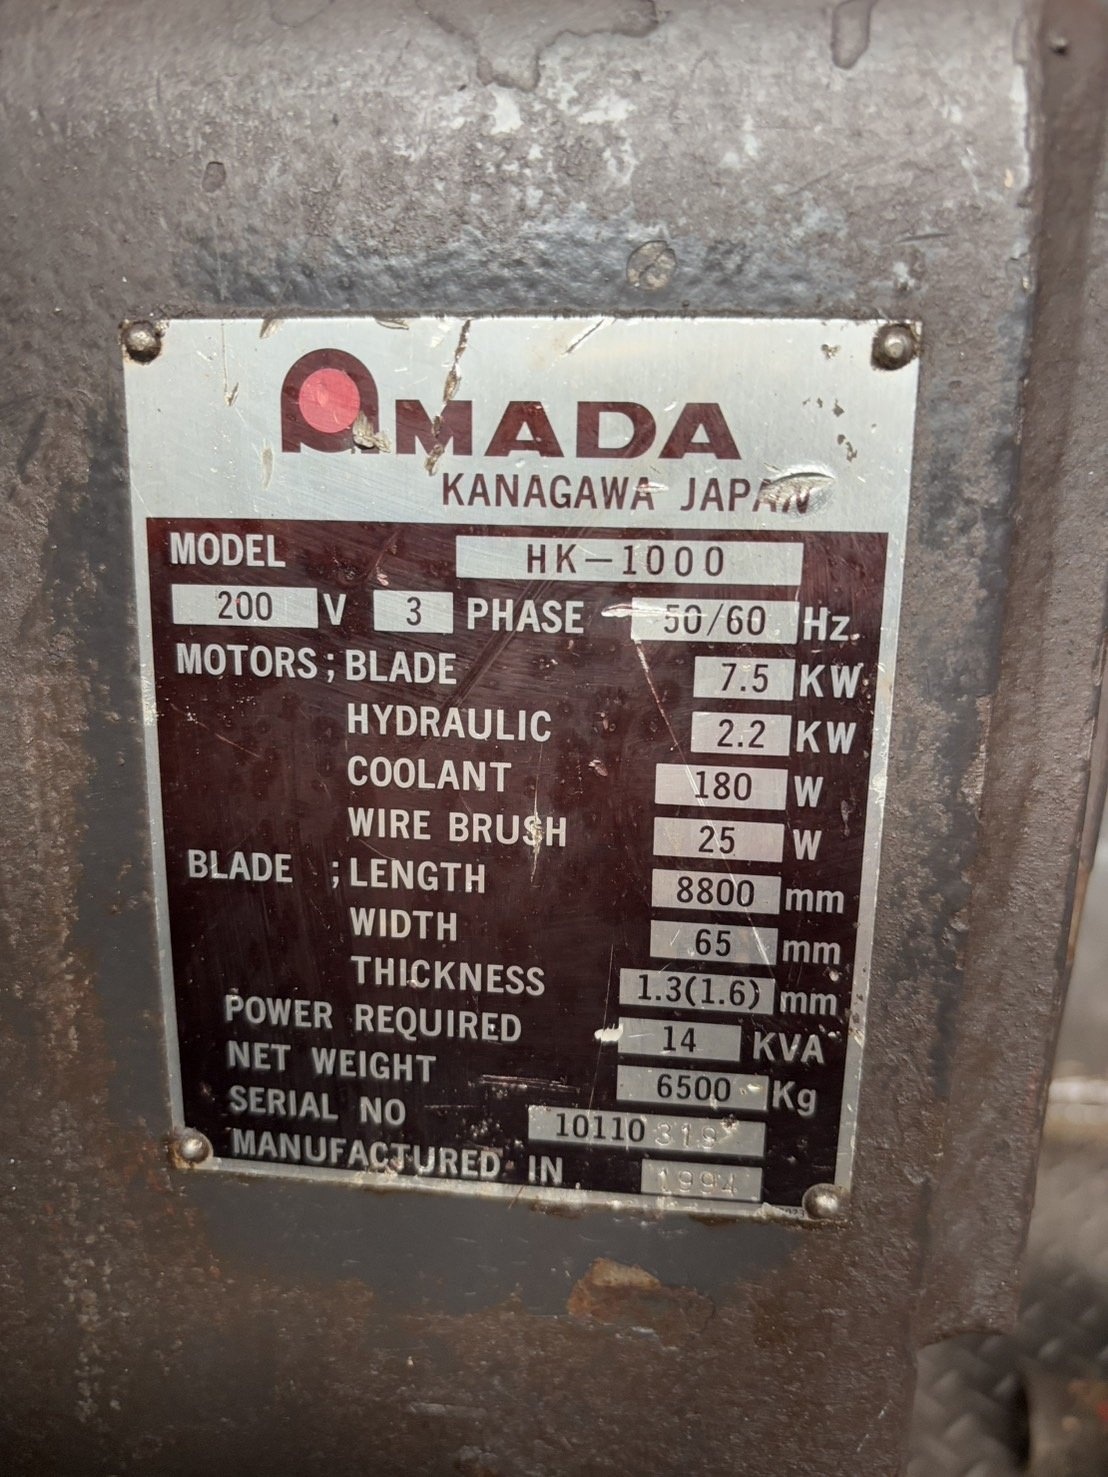 AMADA
KANAGAWA JAPAN
MODEL HK-1000
200 V 3 PHASE 50/60 Hz.
MOTORS ; BLADE 7.5 KW
HYDRAULIC 2.2 KW
COOLANT 180 W
WIRE BRUSH 25 W
BLADE ; LENGTH 8800 mm
WIDTH 65 mm
THICKNESS 1.3(1.6) mm
POWER REQUIRED 14 KVA
NET WEIGHT 6500 Kg
SERIAL NO 10110319
MANUFACTURED IN 1994